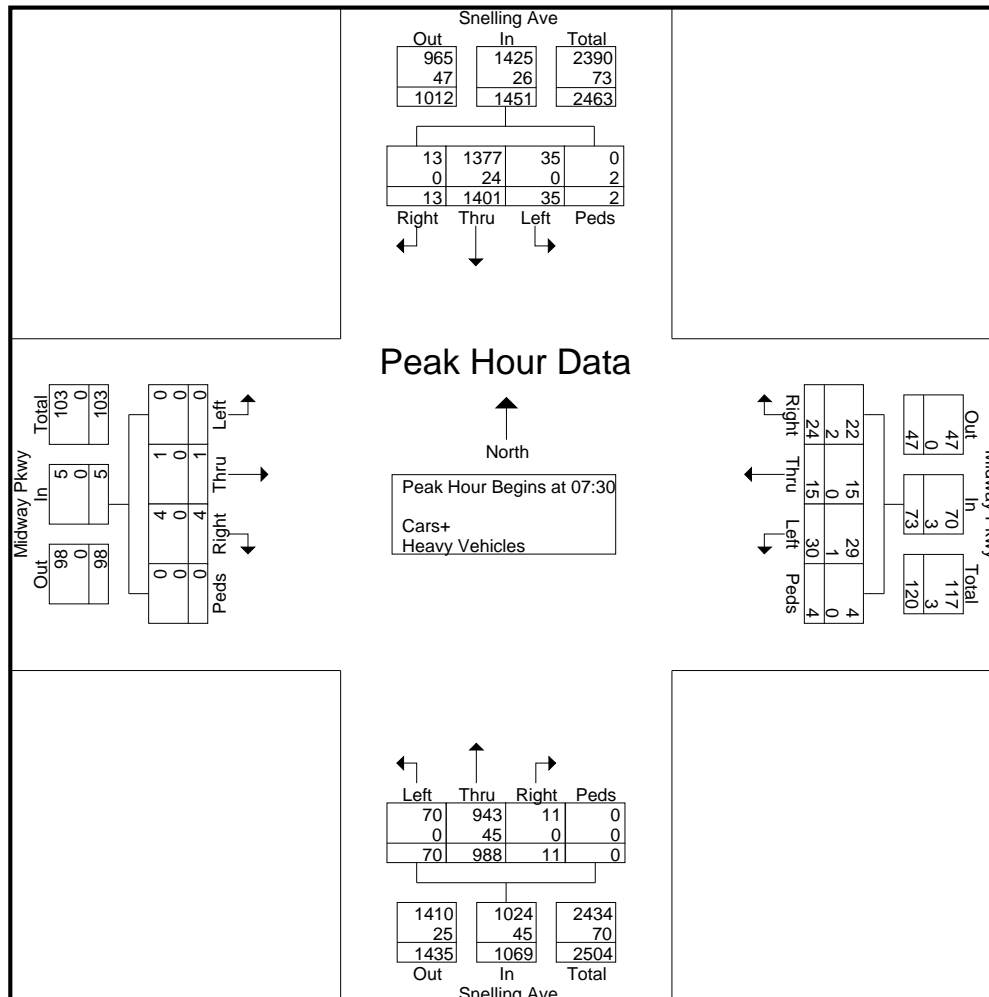 Snelling Ave
Out In Total
965 1425 2390
47 26 73
1012 1451 2463
13 1377 35 0
0 24 0 2
13 1401 35 2
Right Thru Left Peds
Peak Hour Data
North
Peak Hour Begins at 07:30
Cars+
Heavy Vehicles
Midway Pkwy
Out In Total
98 5 103
0 0 0
98 5 103
0 4 1 0
0 0 0 0
0 4 1 0
Peds Right Thru Left
Midway Pkwy
Out In Total
47 70 117
0 3 3
47 73 120
22 15 29 4
2 0 1 0
24 15 30 4
Right Thru Left Peds
Left Thru Right Peds
70 943 11 0
0 45 0 0
70 988 11 0
1410 1024 2434
25 45 70
1435 1069 2504
Out In Total
Snelling Ave